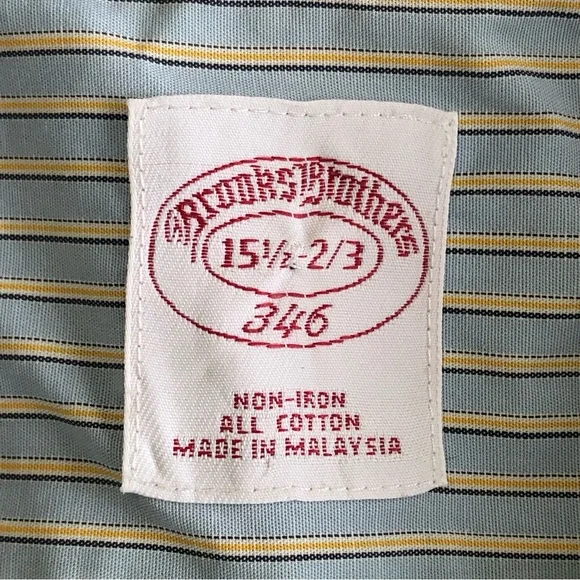 Brooks Brothers
15½-2/3
346
NON-IRON
ALL COTTON
MADE IN MALAYSIA